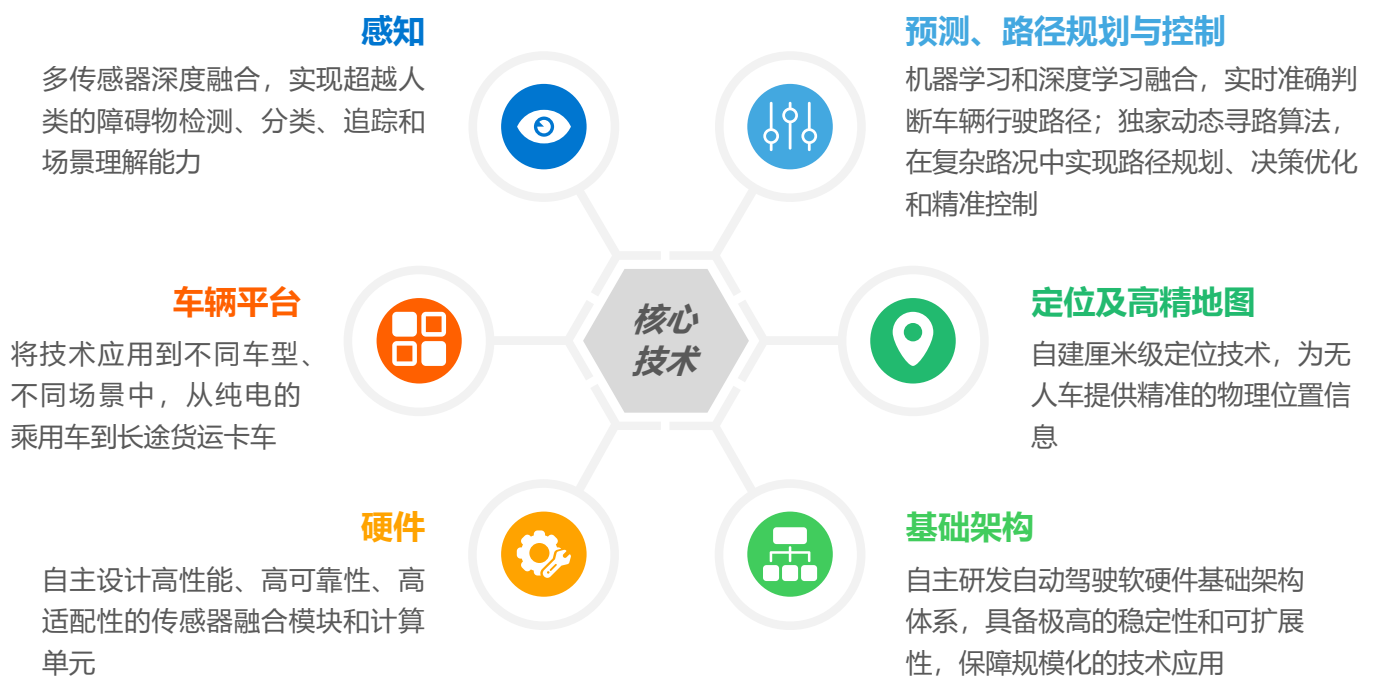 感知
多传感器深度融合，实现超越人
类的障碍物检测、分类、追踪和
场景理解能力
预测、路径规划与控制
机器学习和深度学习融合，实时准确判
断车辆行驶路径；独家动态寻路算法，
在复杂路况中实现路径规划、决策优化
和精准控制
车辆平台
将技术应用到不同车型、
不同场景中，从纯电的
乘用车到长途货运卡车
核心
技术
定位及高精地图
自建厘米级定位技术，为无
人车提供精准的物理位置信
息
硬件
自主设计高性能、高可靠性、高
适配性的传感器融合模块和计算
单元
基础架构
自主研发自动驾驶软硬件基础架构
体系，具备极高的稳定性和可扩展
性，保障规模化的技术应用